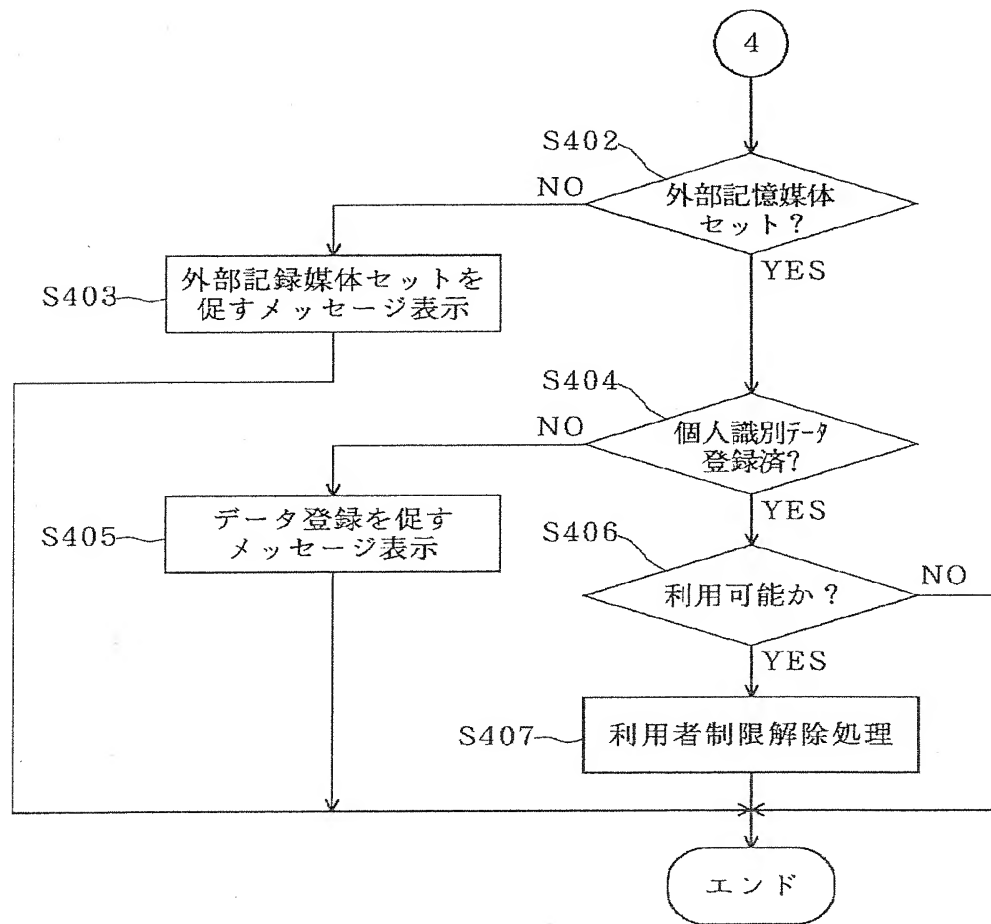 4
S402
NO
外部記憶媒体
セット?
YES
S403
外部記録媒体セットを
促すメッセージ表示
S404
NO
個人識別データ
登録済?
YES
S405
データ登録を促す
メッセージ表示
S406
利用可能か?
NO
YES
S407
利用者制限解除処理
エンド